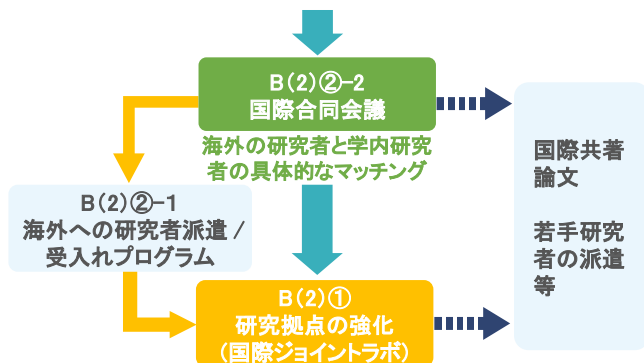 B(2)②-2
国際合同会議
海外の研究者と学内研究
者の具体的なマッチング
B(2)②-1
海外への研究者派遣/
受入れプログラム
B(2)①
研究拠点の強化
(国際ジョイントラボ)
国際共著
論文
若手研究
者の派遣
等